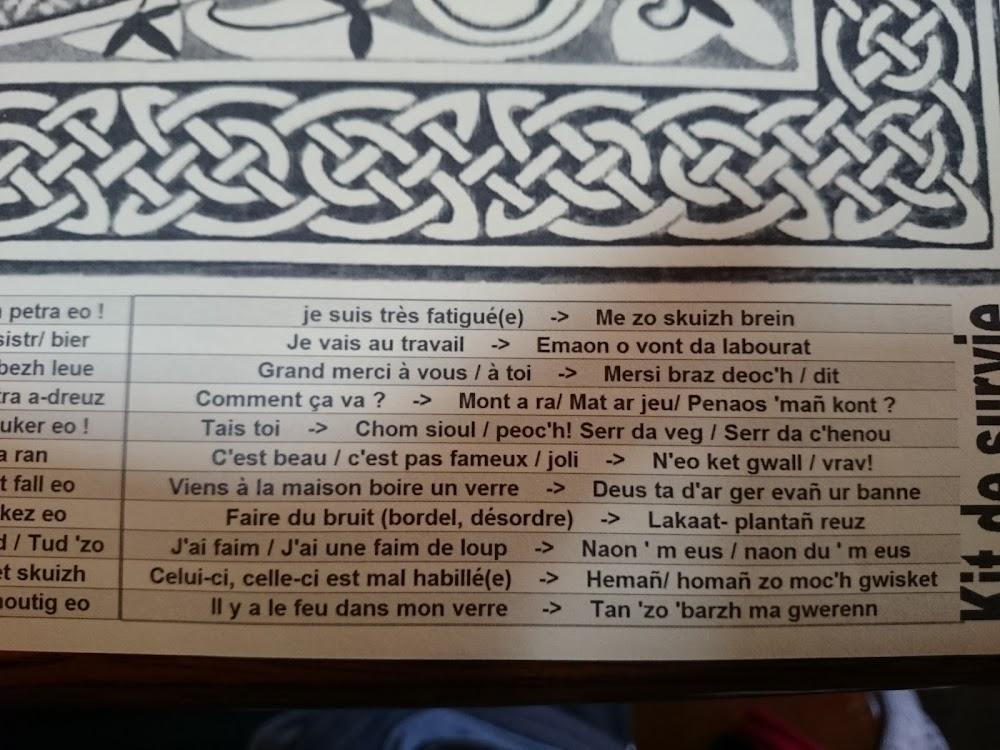 petra eo !
je suis très fatigué(e) -> Me zo skuizh brein
sistr/ bier
Je vais au travail -> Emaon o vont da labourat
bezh leue
Grand merci à vous / à toi -> Mersi braz deoc'h / dit
tra a-dreuz
Comment ça va ? -> Mont a ra/ Mat ar jeu/ Penaos 'mañ kont ?
uker eo !
Tais toi -> Chom sioul / peoc'h! Serr da veg / Serr da c'henou
a ran
C'est beau / c'est pas fameux / joli -> N'eo ket gwall / vrav!
t fall eo
Viens à la maison boire un verre -> Deus ta d'ar ger evañ ur banne
kez eo
Faire du bruit (bordel, désordre) -> Lakaat- plantañ reuz
d / Tud 'zo
J'ai faim / J'ai une faim de loup -> Naon ' m eus / naon du ' m eus
et skuizh
Celui-ci, celle-ci est mal habillé(e) -> Hemañ/ homañ zo moc'h gwisket
noutig eo
Il y a le feu dans mon verre -> Tan 'zo 'barzh ma gwerenn
Kit de survie